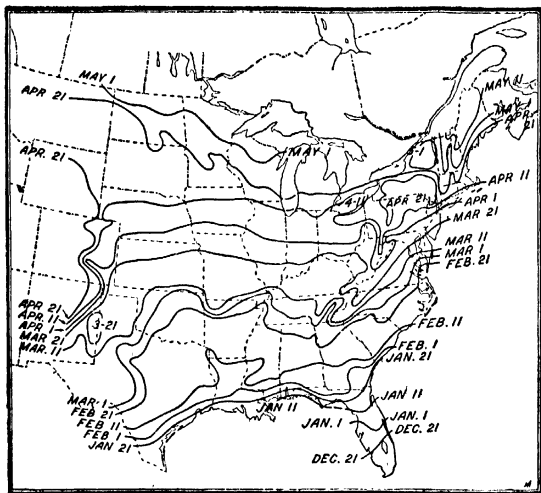 MAY 1
APR 21
MAY 11
MAY 1
APR. 21
APR. 21
MAY 1
4-11
APR 21
APR 11
APR 1
MAR 21
MAR 11
MAR 1
FEB. 21
APR 21
APR. 11
APR 1
MAR 21
MAR. 11
3-21
FEB. 11
FEB. 1
JAN. 21
MAR 1
FEB 21
FEB 11
FEB 1
JAN 21
JAN 11
JAN 11
JAN. 1
JAN. 1
DEC. 21
DEC. 21